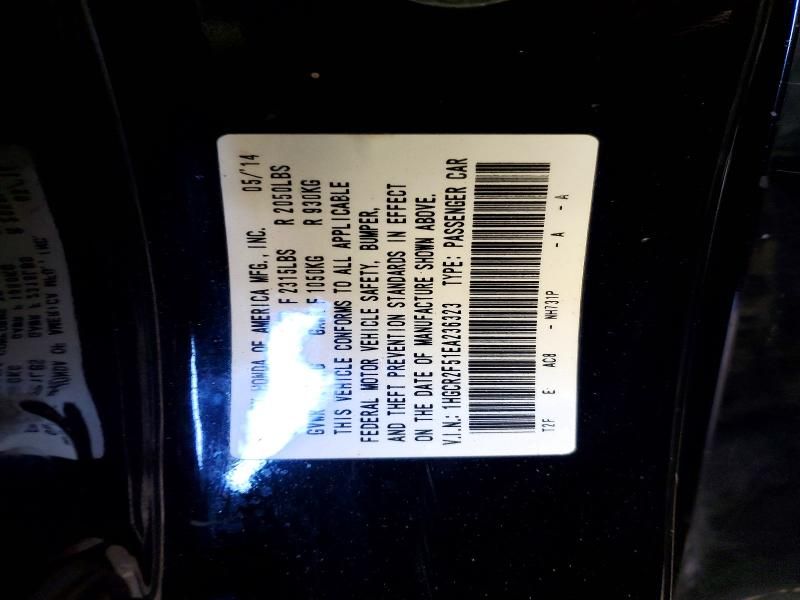 HONDA OF AMERICA MFG., INC. 05/'14
F 2315LBS R 2050LBS
GVWR F 1050KG R 930KG
THIS VEHICLE CONFORMS TO ALL APPLICABLE
FEDERAL MOTOR VEHICLE SAFETY, BUMPER,
AND THEFT PREVENTION STANDARDS IN EFFECT
ON THE DATE OF MANUFACTURE SHOWN ABOVE.
V.I.N.: 1HGCR2F51EA236323 TYPE: PASSENGER CAR
T2F E AC8 - NH731P - A - A